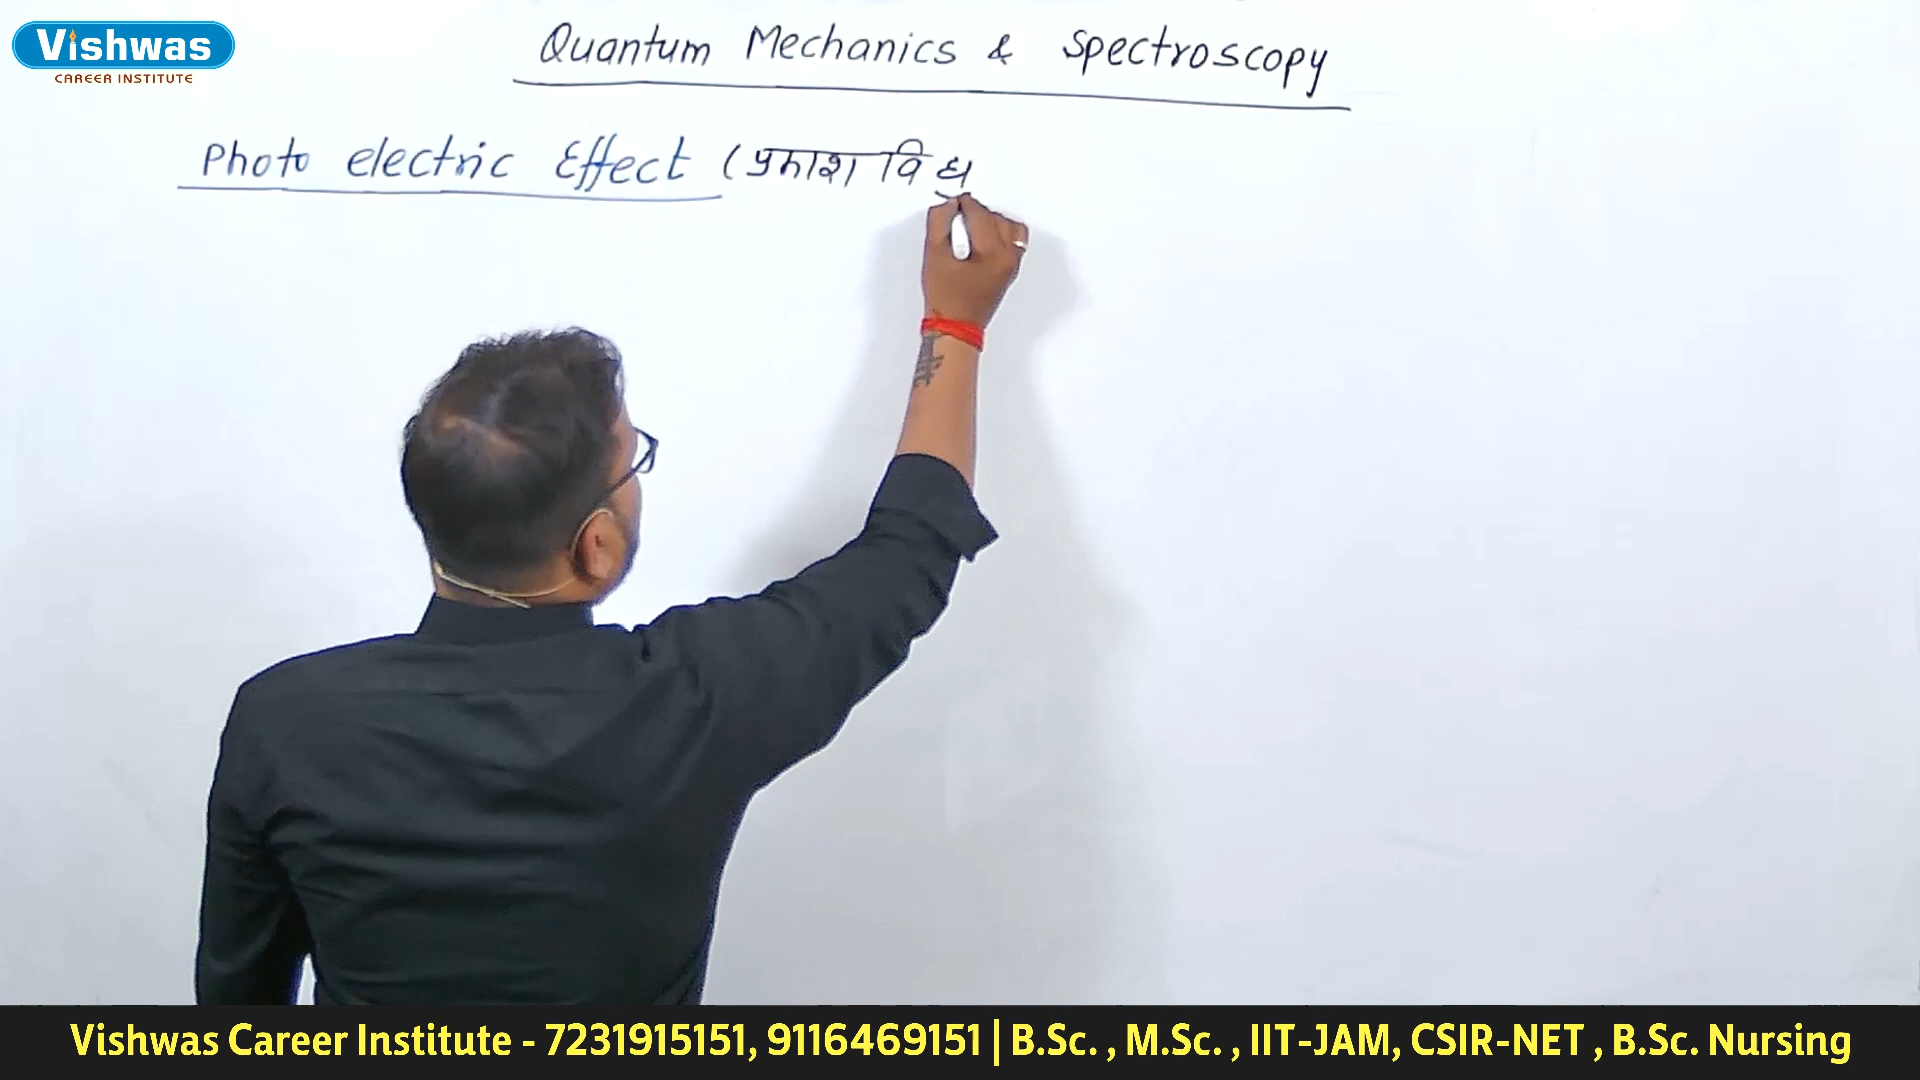 Vishwas
CAREER INSTITUTE
Quantum Mechanics & Spectroscopy
Photo electric Effect (प्रकाश विधु
Vishwas Career Institute - 7231915151, 9116469151 | B.Sc. , M.Sc. , IIT-JAM, CSIR-NET , B.Sc. Nursing